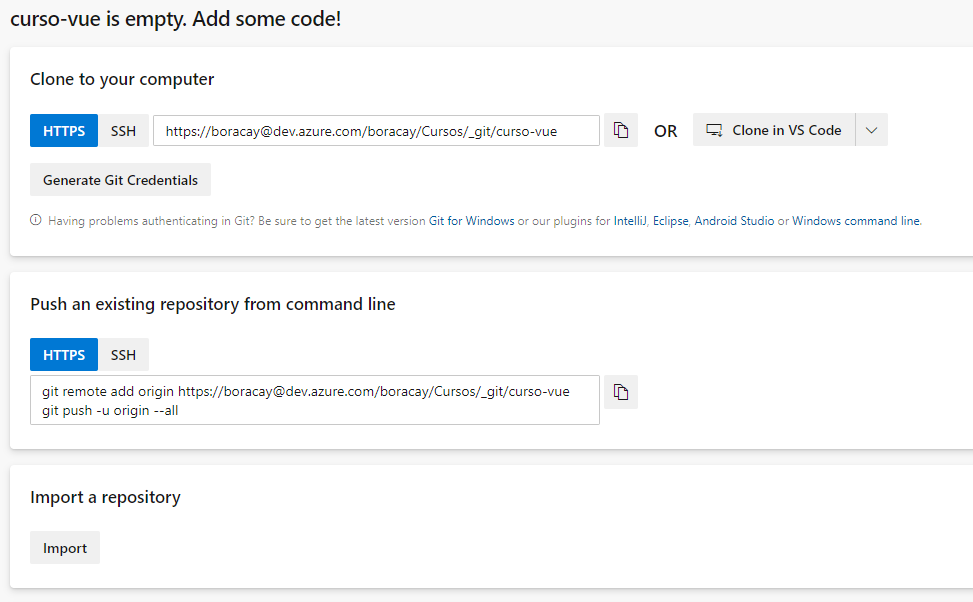 curso-vue is empty. Add some code!
Clone to your computer
HTTPS SSH https://boracay@dev.azure.com/boracay/Cursos/_git/curso-vue OR Clone in VS Code
Generate Git Credentials
Having problems authenticating in Git? Be sure to get the latest version Git for Windows or our plugins for IntelliJ, Eclipse, Android Studio or Windows command line.
Push an existing repository from command line
HTTPS SSH
git remote add origin https://boracay@dev.azure.com/boracay/Cursos/_git/curso-vue
git push -u origin --all
Import a repository
Import